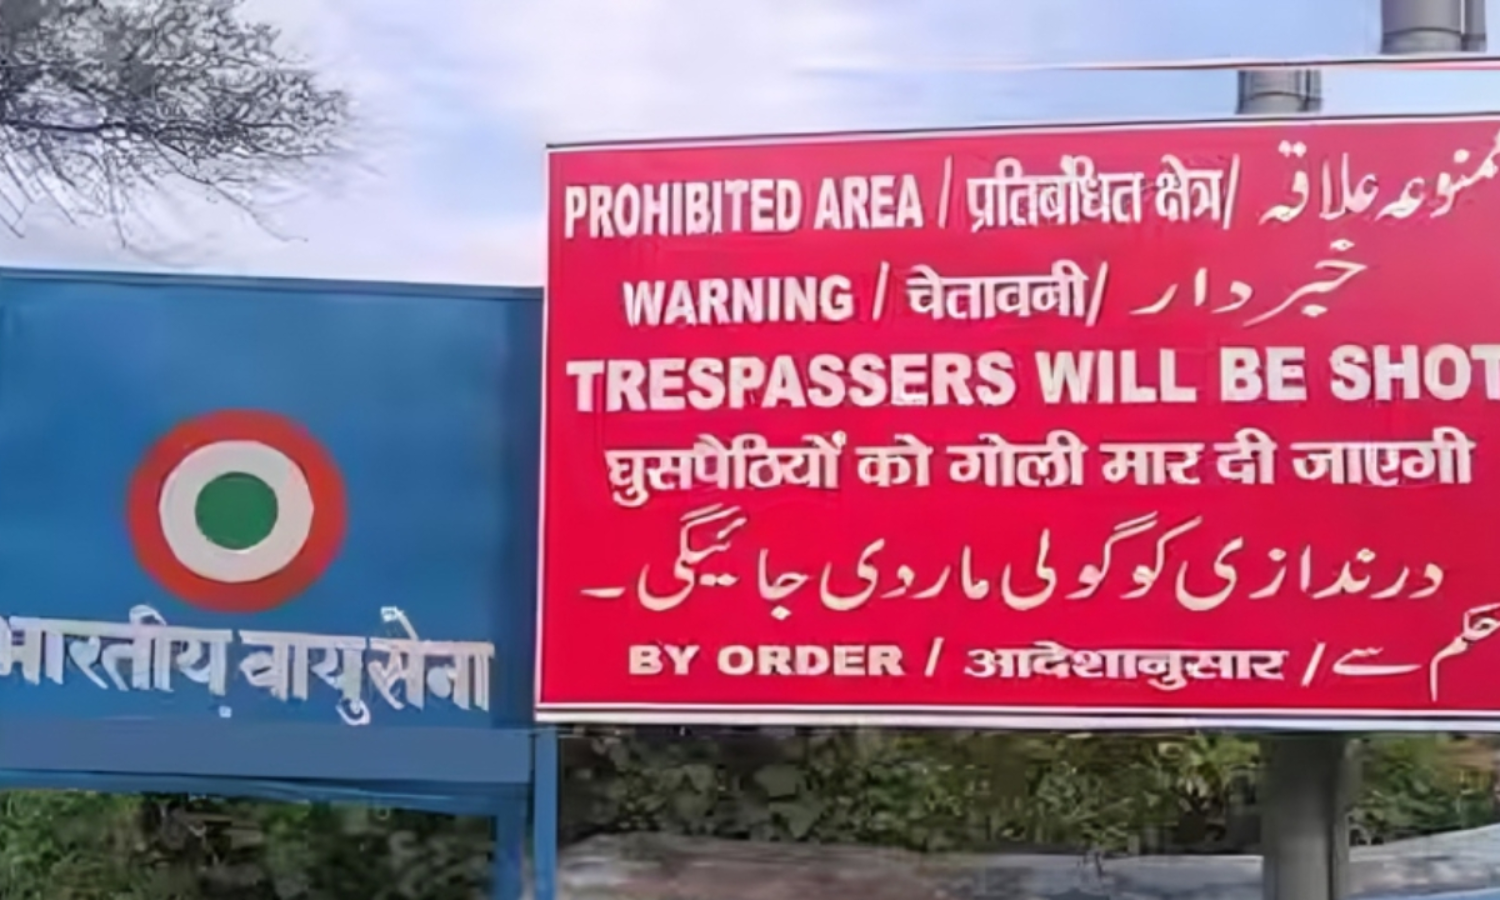 भारतीय वायु सेना
PROHIBITED AREA / प्रतिबंधित क्षेत्र / ممنوعہ علاقہ
WARNING / चेतावनी / خبردار
TRESPASSERS WILL BE SHOT
घुसपैठियों को गोली मार दी जाएगी
درندازی کو گولی ماردی جائیگی۔
BY ORDER / आदेशानुसार / حکم سے